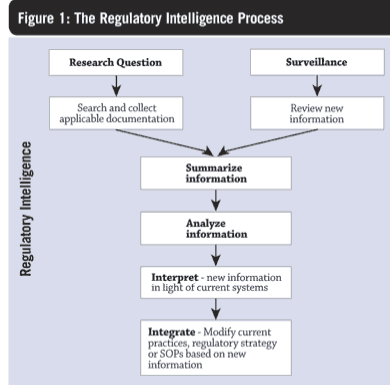 Figure 1: The Regulatory Intelligence Process
Regulatory Intelligence
Research Question
Surveillance
Search and collect
applicable documentation
Review new
information
Summarize
information
Analyze
information
Interpret - new information
in light of current systems
Integrate - Modify current
practices, regulatory strategy
or SOPs based on new
information